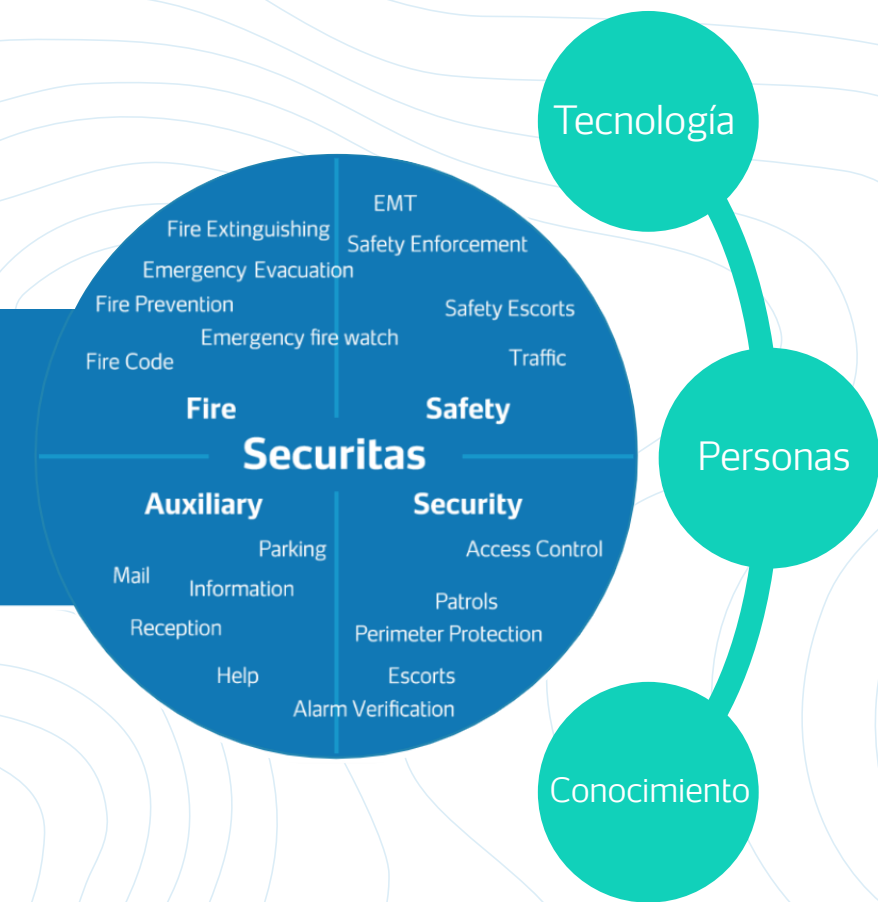 Tecnología
EMT
Fire Extinguishing
Safety Enforcement
Emergency Evacuation
Fire Prevention
Safety Escorts
Emergency fire watch
Traffic
Fire Code
Fire
Safety
Securitas
Personas
Auxiliary
Security
Parking
Access Control
Mail
Information
Patrols
Reception
Perimeter Protection
Help
Escorts
Alarm Verification
Conocimiento